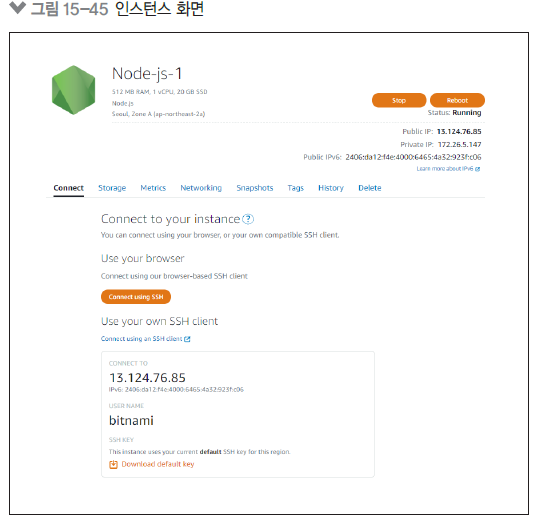 그림 15-45 인스턴스 화면
Node-js-1
512 MB RAM, 1 vCPU, 20 GB SSD
Node.js
Seoul, Zone A (ap-northeast-2a)
Stop
Reboot
Status: Running
Public IP: 13.124.76.85
Private IP: 172.26.5.147
Public IPv6: 2406:da12:f4e:4000:6465:4a32:923f:fc06
Learn more about IPv6
Connect Storage Metrics Networking Snapshots Tags History Delete
Connect to your instance ?
You can connect using your browser, or your own compatible SSH client.
Use your browser
Connect using our browser-based SSH client
Connect using SSH
Use your own SSH client
Connect using an SSH client
CONNECT TO
13.124.76.85
IPv6: 2406:da12:f4e:4000:6465:4a32:923f:fc06
USER NAME
bitnami
SSH KEY
This instance uses your current default SSH key for this region.
Download default key